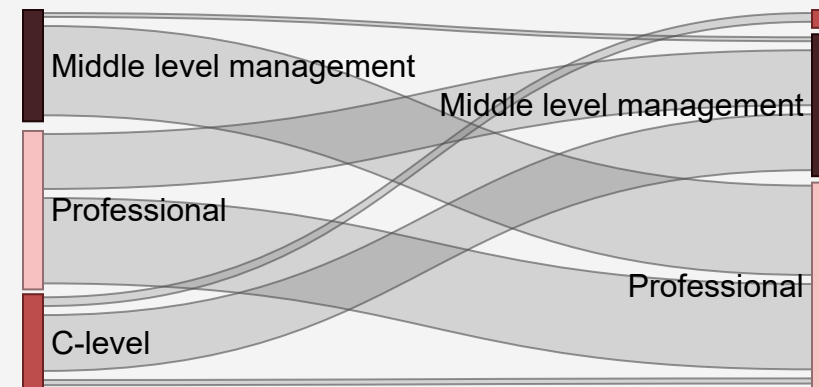 Middle level management
Middle level management
Professional
Professional
C-level